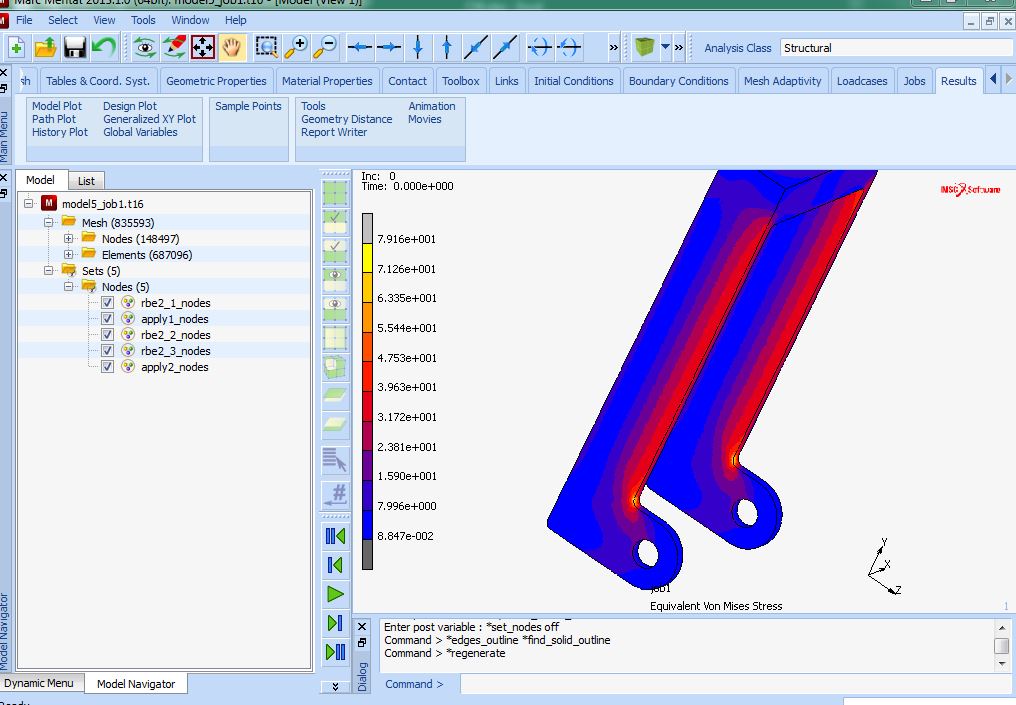 Marc Mentat 2013.1.0 (64bit): model5_job1.t16 - [Model (View 1)]
File Select View Tools Window Help
Analysis Class Structural
Tables & Coord. Syst. Geometric Properties Material Properties Contact Toolbox Links Initial Conditions Boundary Conditions Mesh Adaptivity Loadcases Jobs Results
Main Menu
Model Plot Design Plot Sample Points Tools Animation
Path Plot Generalized XY Plot Geometry Distance Movies
History Plot Global Variables Report Writer
Model List
model5_job1.t16
Mesh (835593)
Nodes (148497)
Elements (687096)
Sets (5)
Nodes (5)
rbe2_1_nodes
apply1_nodes
rbe2_2_nodes
rbe2_3_nodes
apply2_nodes
Model Navigator
Dynamic Menu Model Navigator
Inc: 0
Time: 0.000e+000
MSC Software
7.916e+001
7.126e+001
6.335e+001
5.544e+001
4.753e+001
3.963e+001
3.172e+001
2.381e+001
1.590e+001
7.996e+000
8.847e-002
Y
X
Z
job1
Equivalent Von Mises Stress
1
Enter post variable : *set_nodes off
Command > *edges_outline *find_solid_outline
Command > *regenerate
Dialog
Command >